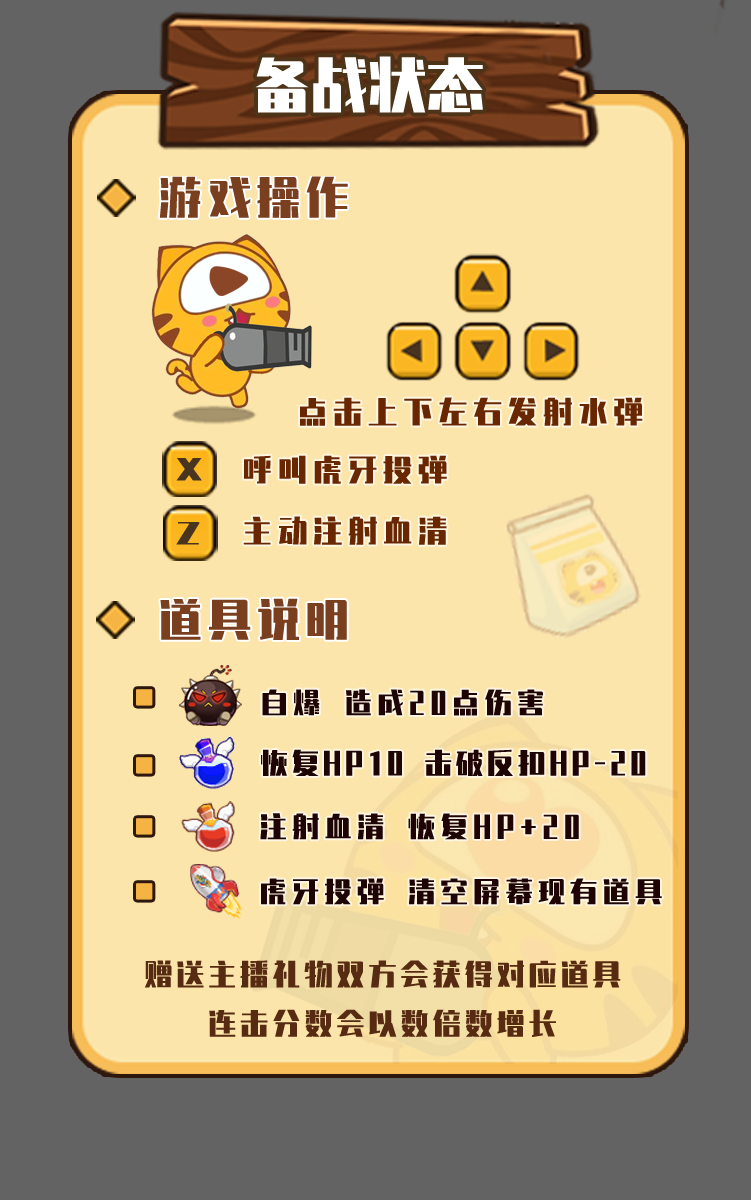 备战状态
游戏操作
点击上下左右发射水弹
X 呼叫虎牙投弹
Z 主动注射血清
道具说明
自爆 造成20点伤害
恢复HP10 击破反扣HP-20
注射血清 恢复HP+20
虎牙投弹 清空屏幕现有道具
赠送主播礼物双方会获得对应道具
连击分数会以数倍数增长